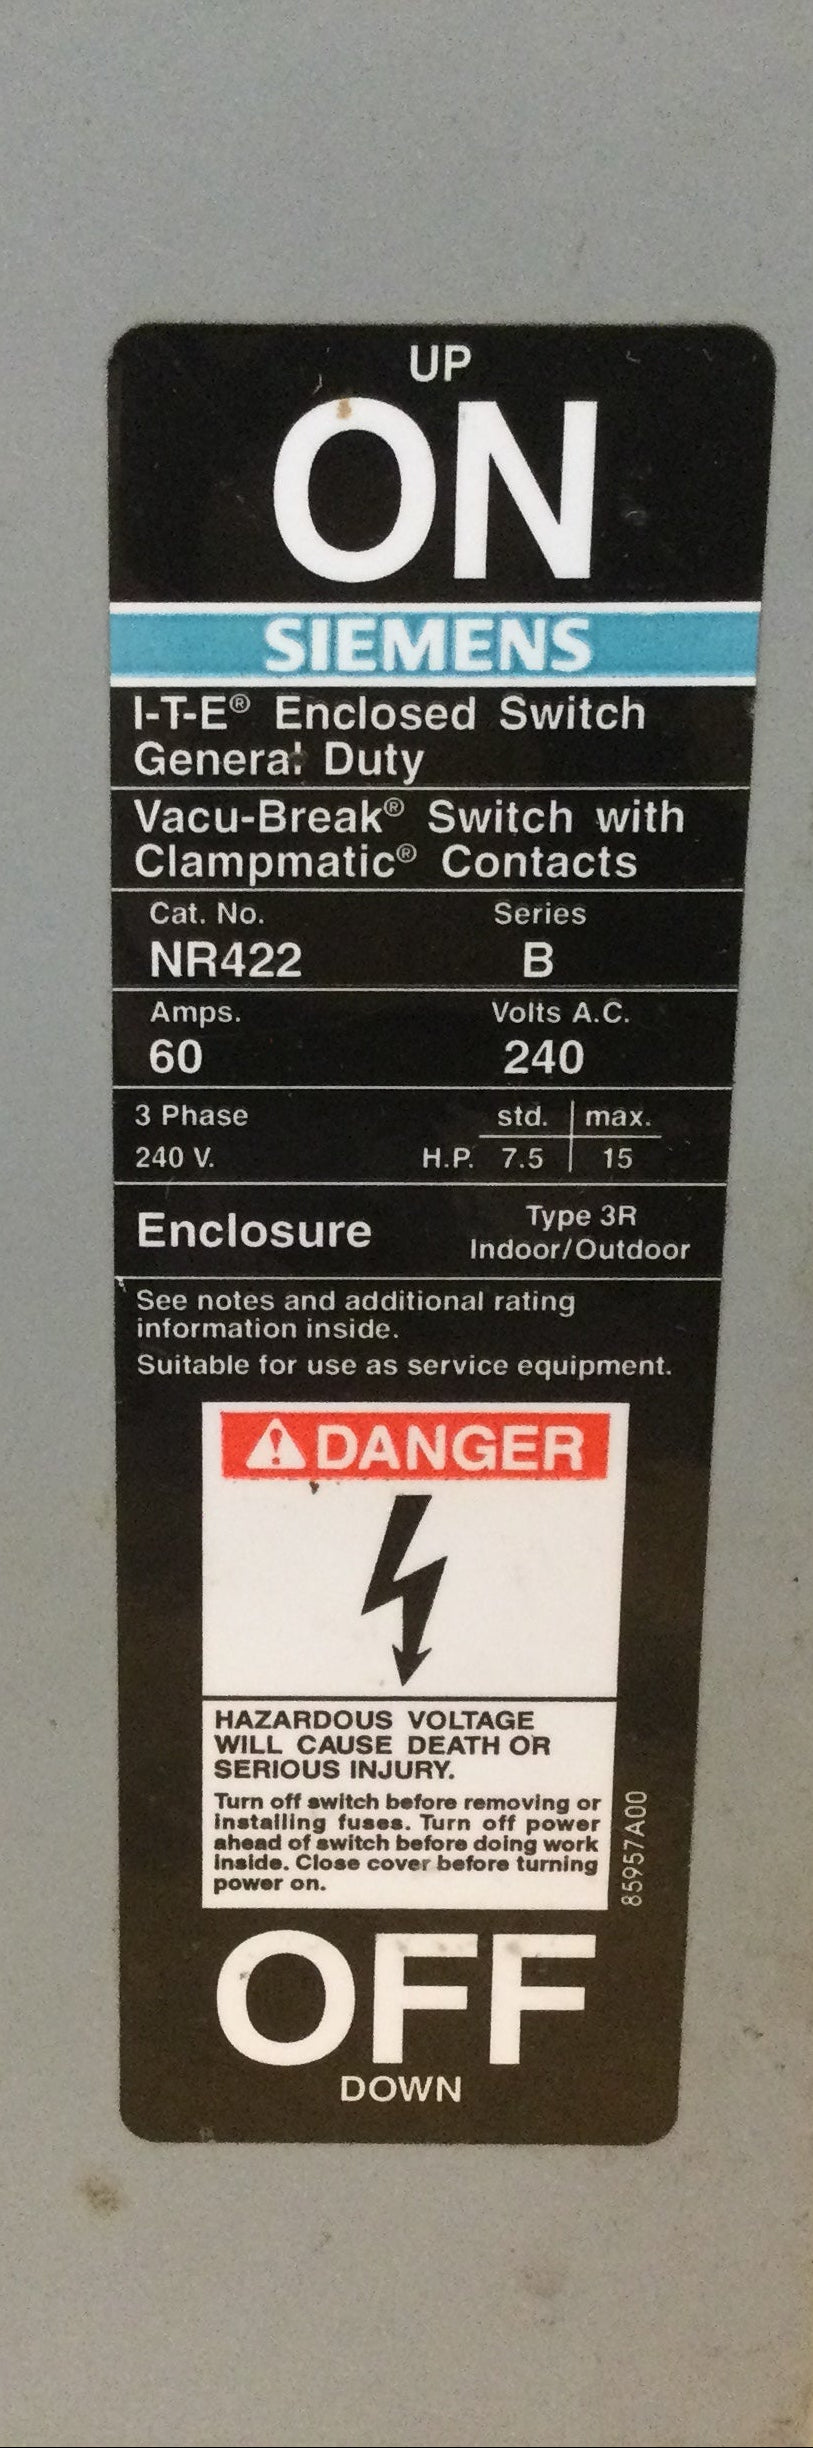 UP
ON
SIEMENS
I-T-E® Enclosed Switch
General Duty
Vacu-Break® Switch with
Clampmatic® Contacts
Cat. No. Series
NR422 B
Amps. Volts A.C.
60 240
3 Phase std. max.
240 V. H.P. 7.5 15
Enclosure
Type 3R
Indoor/Outdoor
See notes and additional rating
information inside.
Suitable for use as service equipment.
DANGER
HAZARDOUS VOLTAGE
WILL CAUSE DEATH OR
SERIOUS INJURY.
Turn off switch before removing or
installing fuses. Turn off power
ahead of switch before doing work
inside. Close cover before turning
power on.
85957A00
OFF
DOWN